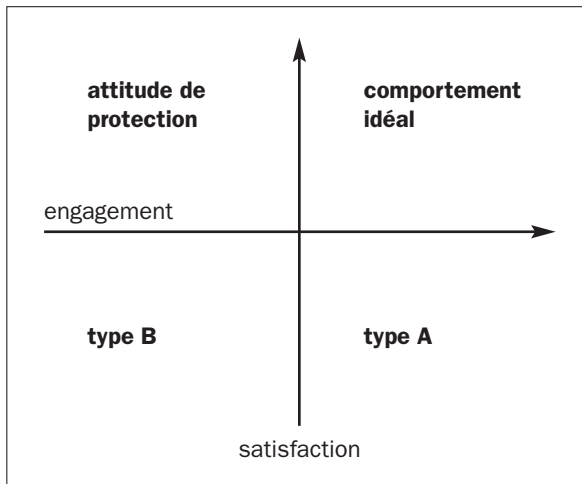 attitude de
protection
comportement
idéal
engagement
type B
type A
satisfaction